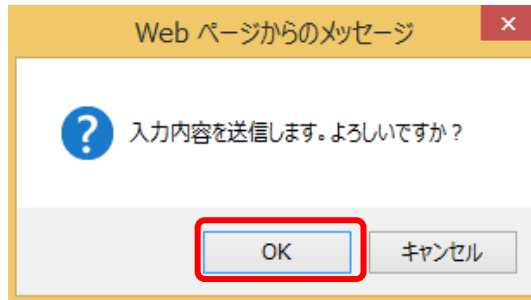 Web ページからのメッセージ
入力内容を送信します。よろしいですか？
OK
キャンセル